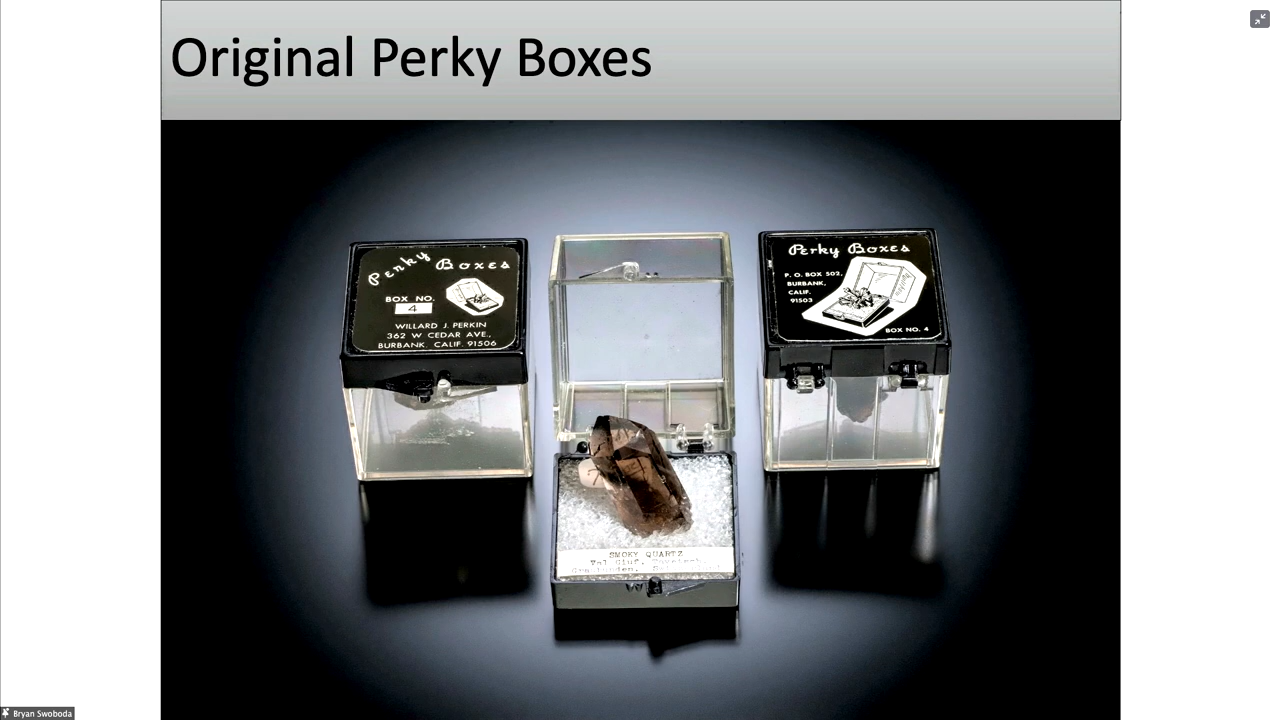 Original Perky Boxes
Perky Boxes
BOX NO.
4
WILLARD J. PERKIN
362 W CEDAR AVE.,
BURBANK, CALIF. 91506
Perky Boxes
P. O. BOX 502,
BURBANK,
CALIF.
91503
BOX NO. 4
SMOKY QUARTZ
Val
Bryan Swoboda